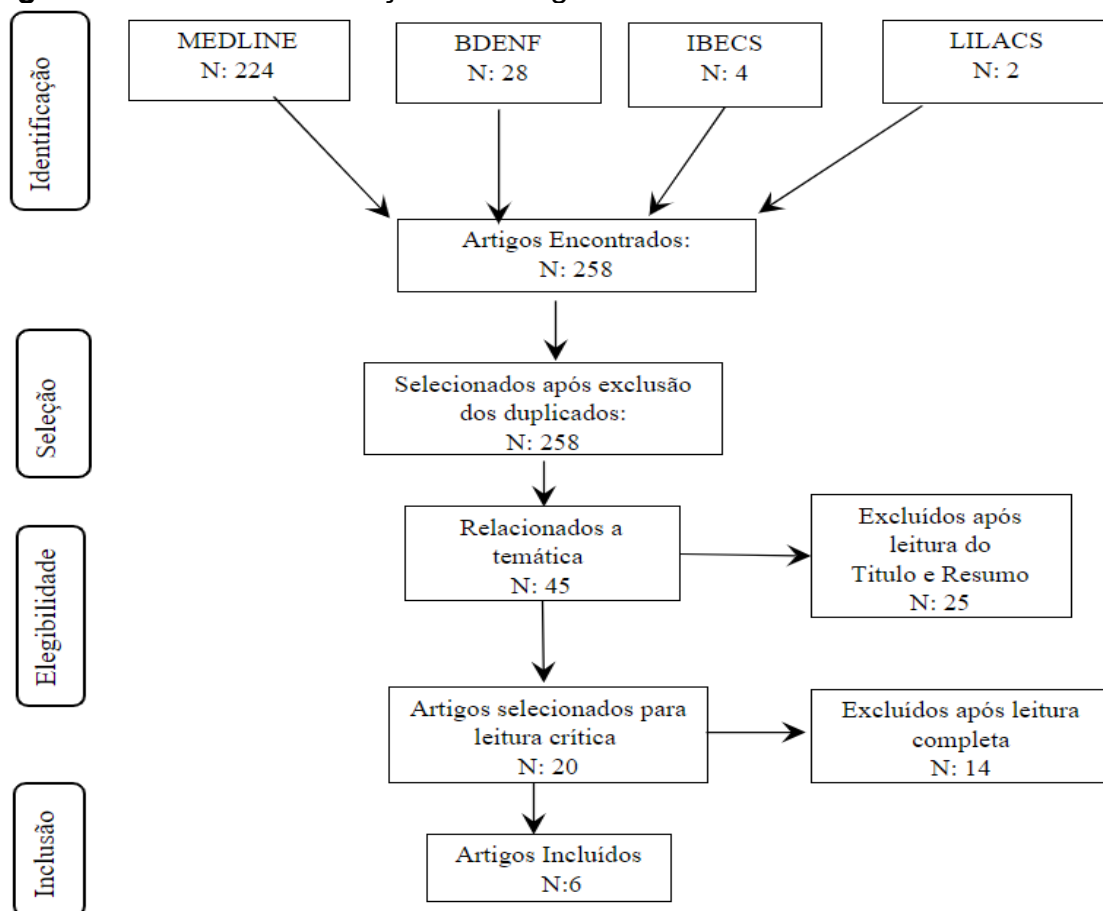 Identificação
MEDLINE
N: 224
BDENF
N: 28
IBECS
N: 4
LILACS
N: 2
Artigos Encontrados:
N: 258
Seleção
Selecionados após exclusão
dos duplicados:
N: 258
Elegibilidade
Relacionados a
temática
N: 45
Excluídos após
leitura do
Titulo e Resumo
N: 25
Artigos selecionados para
leitura crítica
N: 20
Excluídos após leitura
completa
N: 14
Inclusão
Artigos Incluídos
N:6